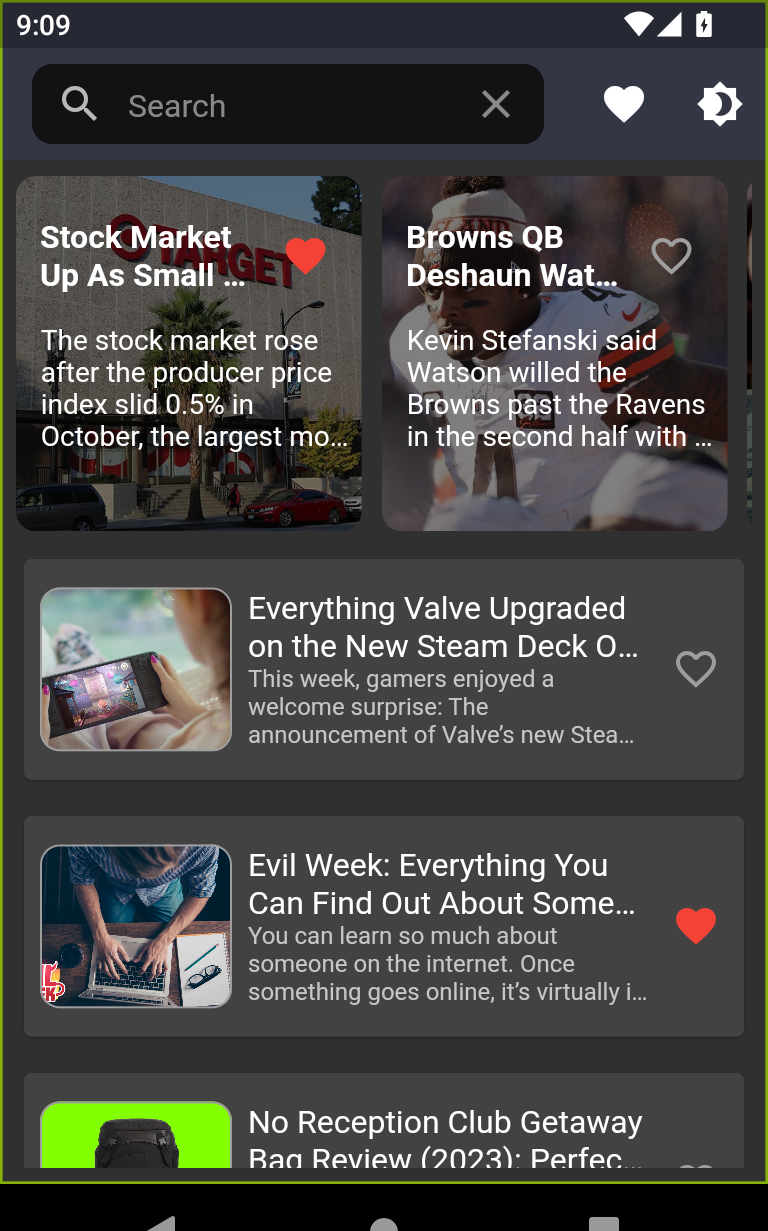 9:09
Search
Stock Market
Up As Small …
TARGET
The stock market rose
after the producer price
index slid 0.5% in
October, the largest mo…
Browns QB
Deshaun Wat…
Kevin Stefanski said
Watson willed the
Browns past the Ravens
in the second half with …
Everything Valve Upgraded
on the New Steam Deck O…
This week, gamers enjoyed a
welcome surprise: The
announcement of Valve’s new Stea…
Evil Week: Everything You
Can Find Out About Some…
You can learn so much about
someone on the internet. Once
something goes online, it’s virtually i…
No Reception Club Getaway
Bag Review (2023): Perfec…